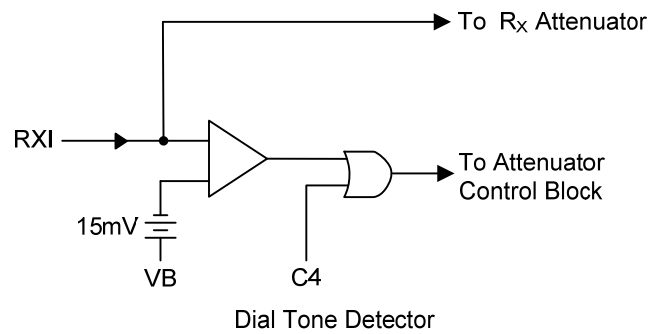 To RX Attenuator
RXI
To Attenuator
Control Block
15mV
VB
C4
Dial Tone Detector